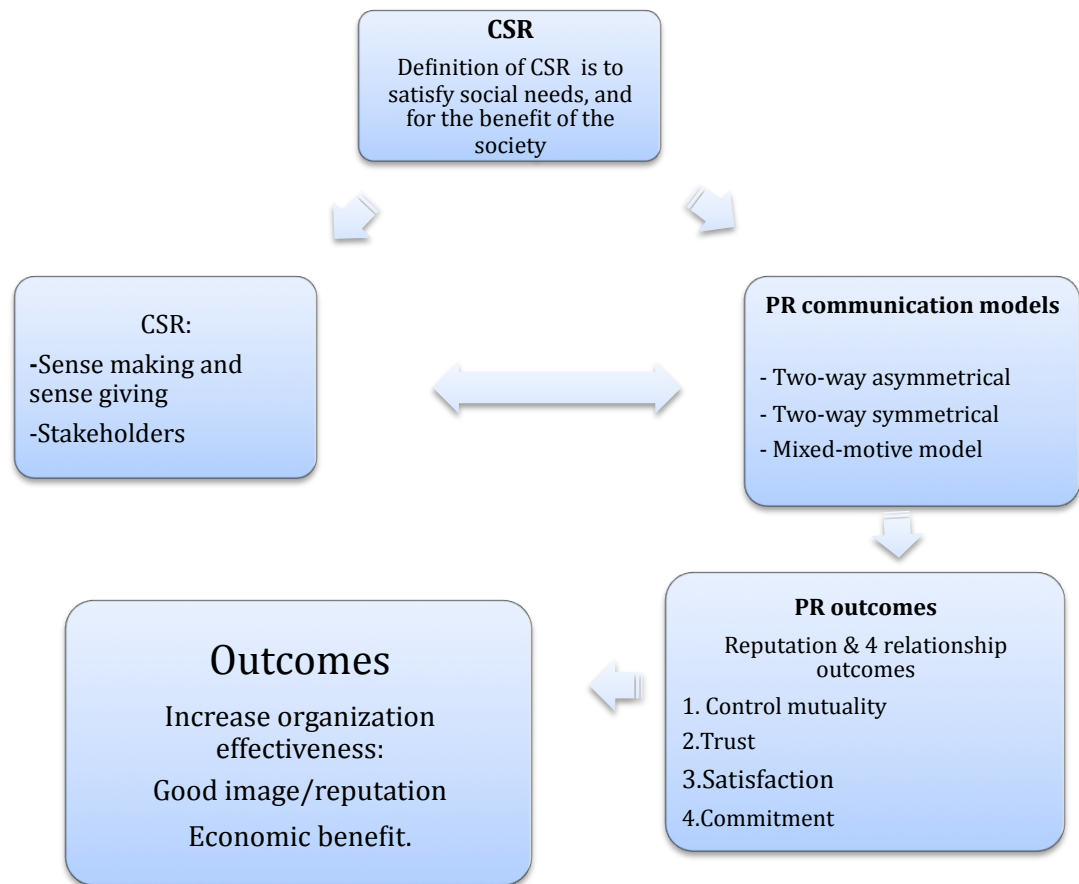 CSR
Definition of CSR is to
satisfy social needs, and
for the benefit of the
society
CSR:
-Sense making and
sense giving
-Stakeholders
PR communication models
- Two-way asymmetrical
- Two-way symmetrical
- Mixed-motive model
PR outcomes
Reputation & 4 relationship
outcomes
1. Control mutuality
2.Trust
3.Satisfaction
4.Commitment
Outcomes
Increase organization
effectiveness:
Good image/reputation
Economic benefit.